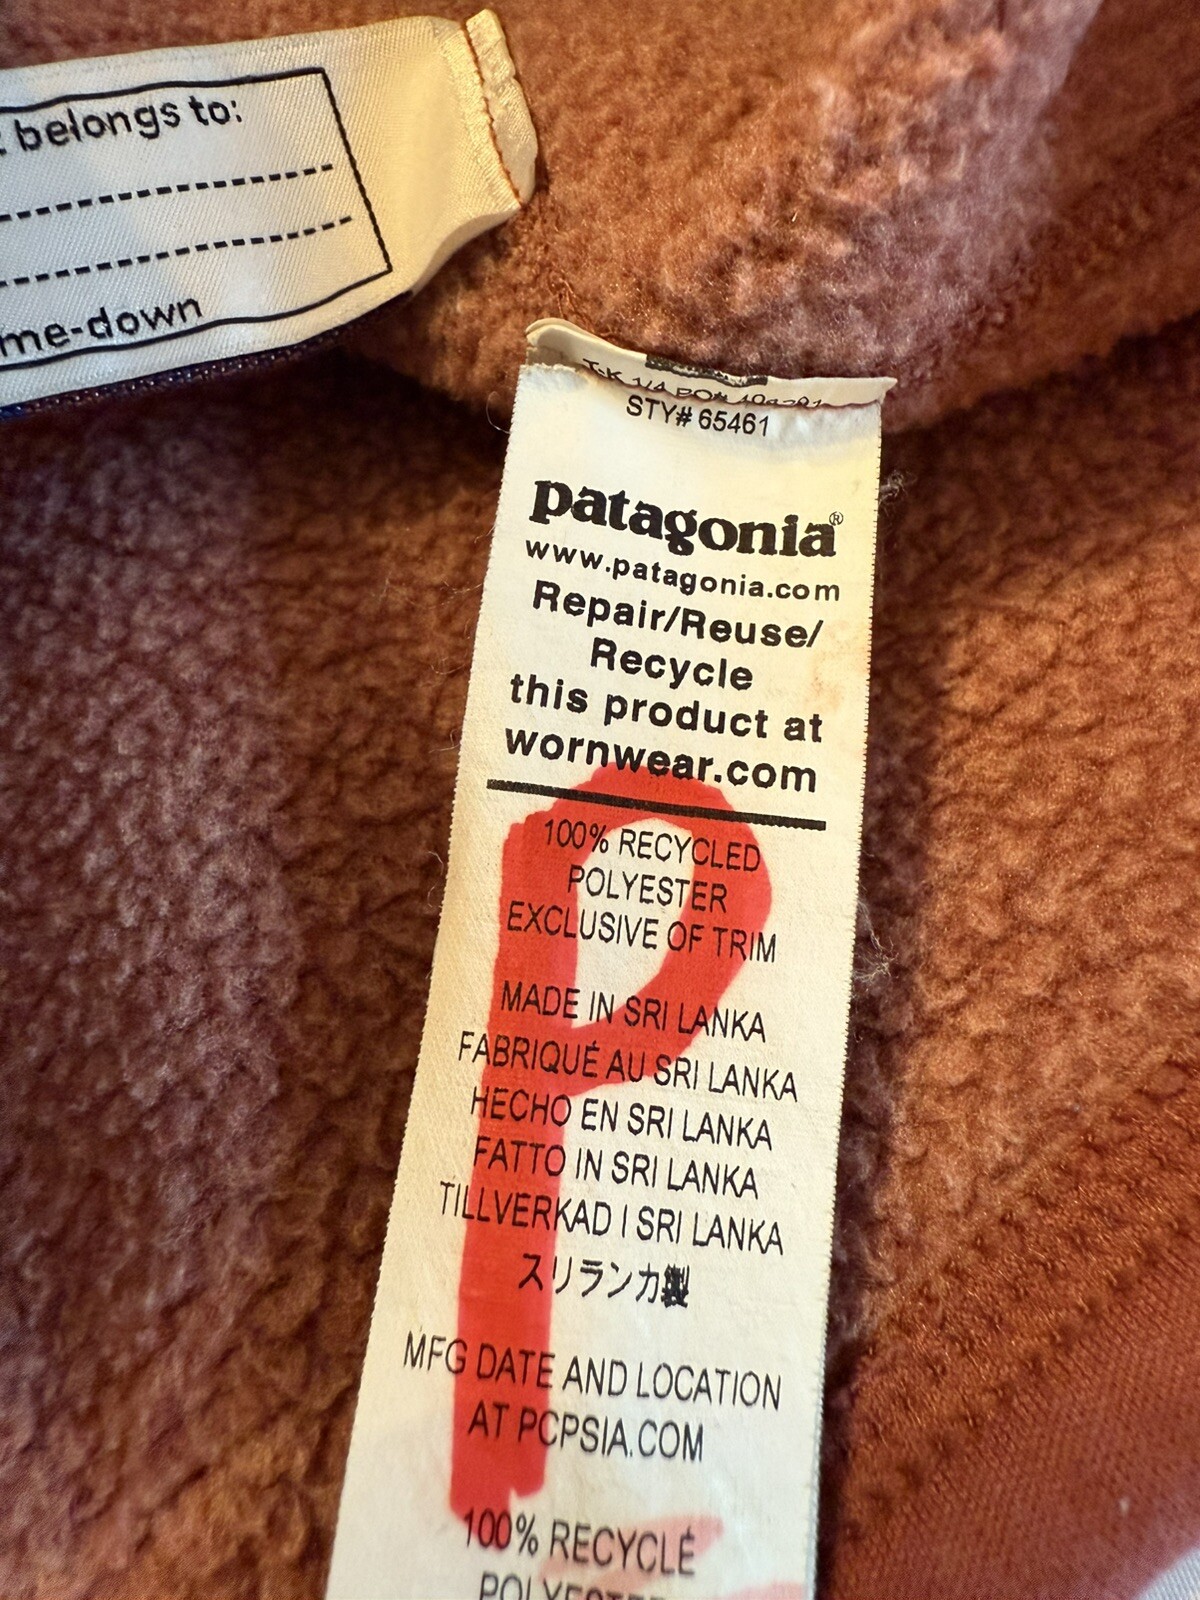 belongs to:
me-down
STY# 65461
patagonia®
www.patagonia.com
Repair/Reuse/
Recycle
this product at
wornwear.com
100% RECYCLED
POLYESTER
EXCLUSIVE OF TRIM
MADE IN SRI LANKA
FABRIQUÉ AU SRI LANKA
HECHO EN SRI LANKA
FATTO IN SRI LANKA
TILLVERKAD I SRI LANKA
スリランカ製
MFG DATE AND LOCATION
AT PCPSIA.COM
100% RECYCLÉ
P